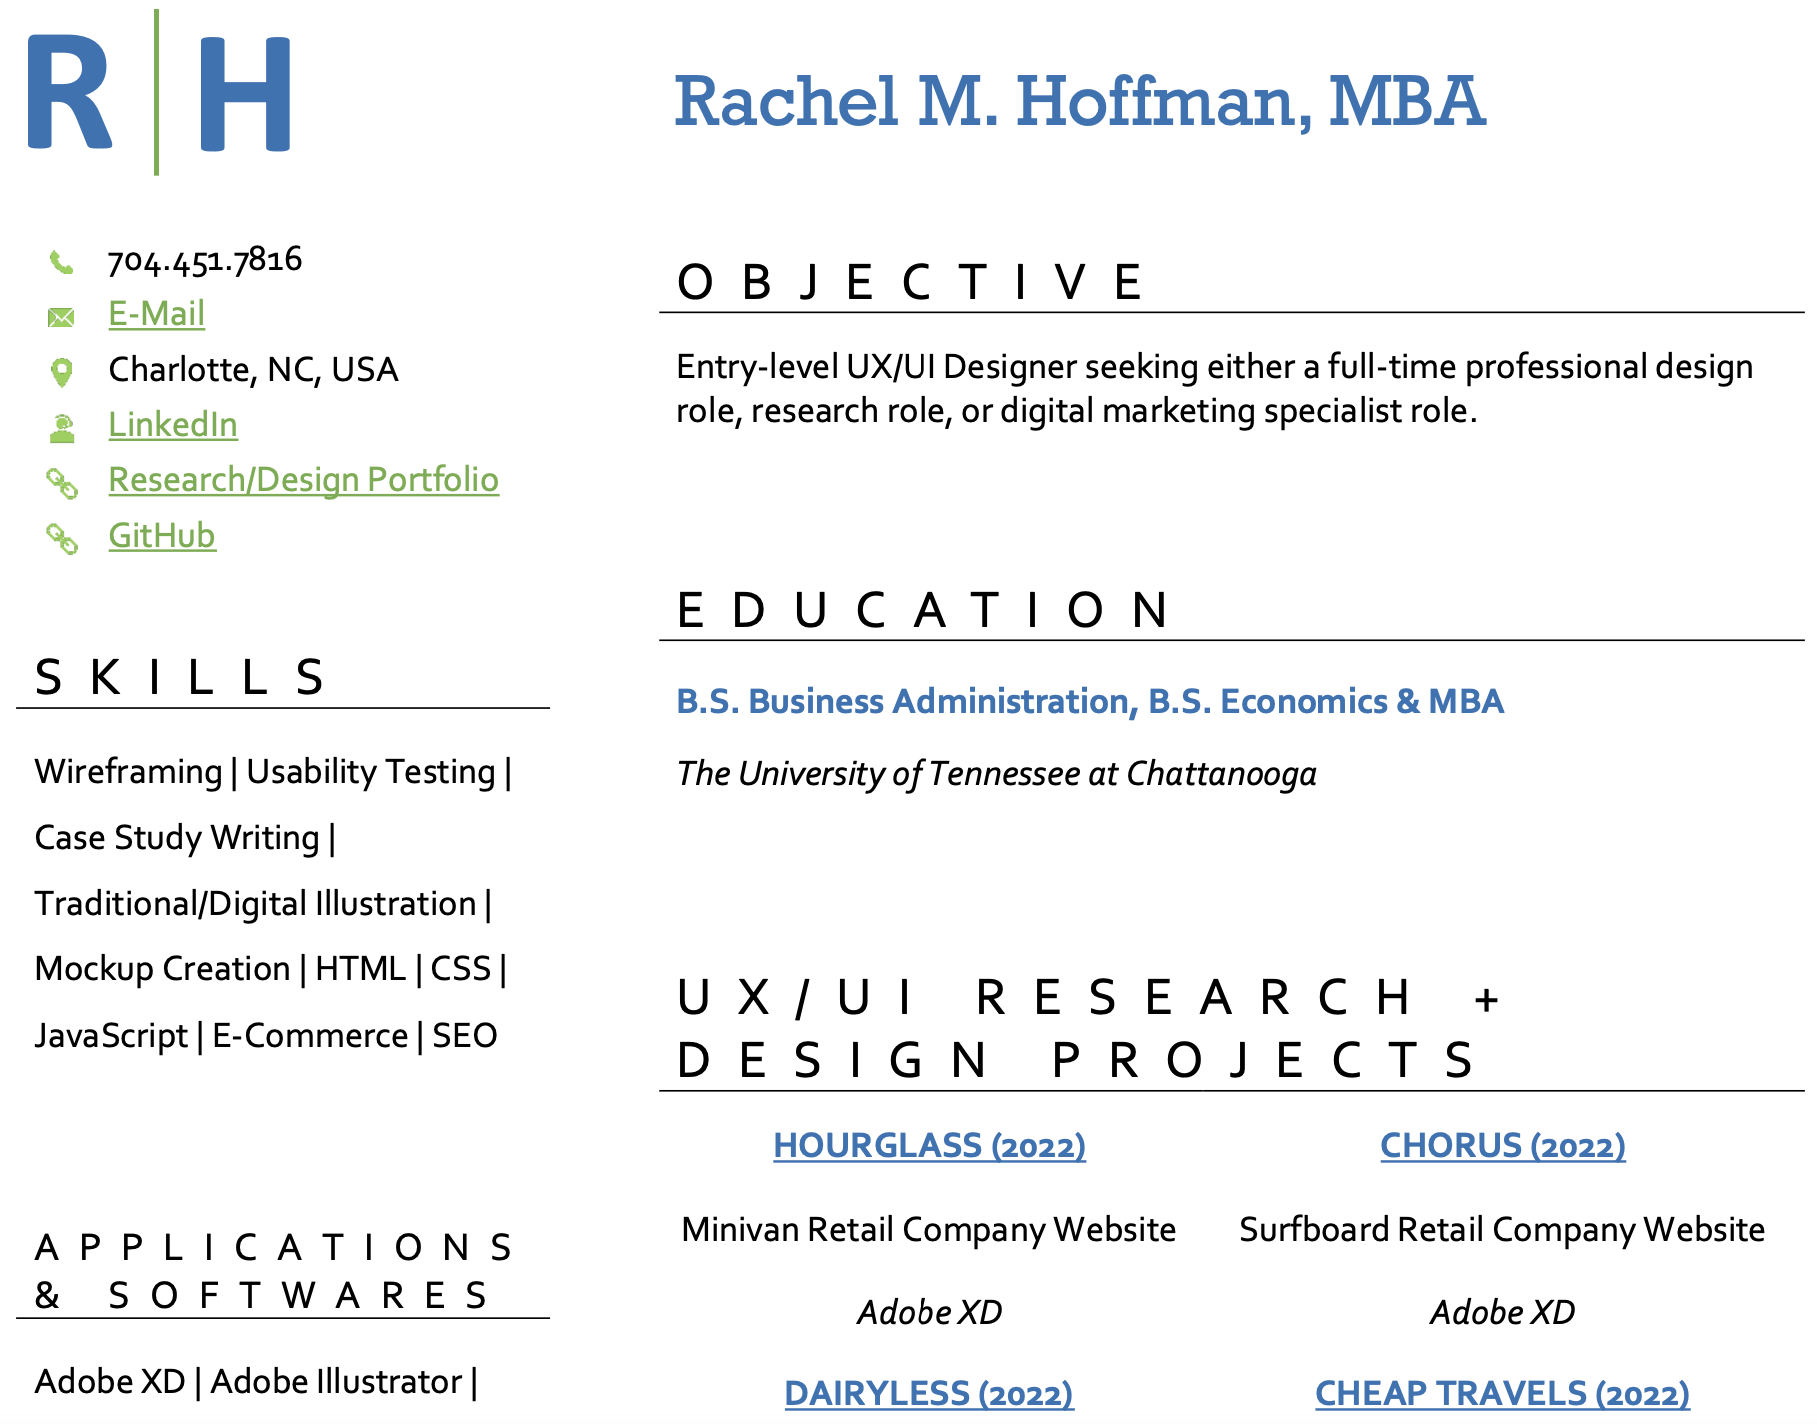 R | H
704.451.7816
E-Mail
Charlotte, NC, USA
LinkedIn
Research/Design Portfolio
GitHub
SKILLS
Wireframing | Usability Testing |
Case Study Writing |
Traditional/Digital Illustration |
Mockup Creation | HTML | CSS |
JavaScript | E-Commerce | SEO
APPLICATIONS
& SOFTWARES
Adobe XD | Adobe Illustrator |
Rachel M. Hoffman, MBA
OBJECTIVE
Entry-level UX/UI Designer seeking either a full-time professional design
role, research role, or digital marketing specialist role.
EDUCATION
B.S. Business Administration, B.S. Economics & MBA
The University of Tennessee at Chattanooga
UX/UI RESEARCH +
DESIGN PROJECTS
HOURGLASS (2022)
Minivan Retail Company Website
Adobe XD
CHORUS (2022)
Surfboard Retail Company Website
Adobe XD
DAIRYLESS (2022)
CHEAP TRAVELS (2022)